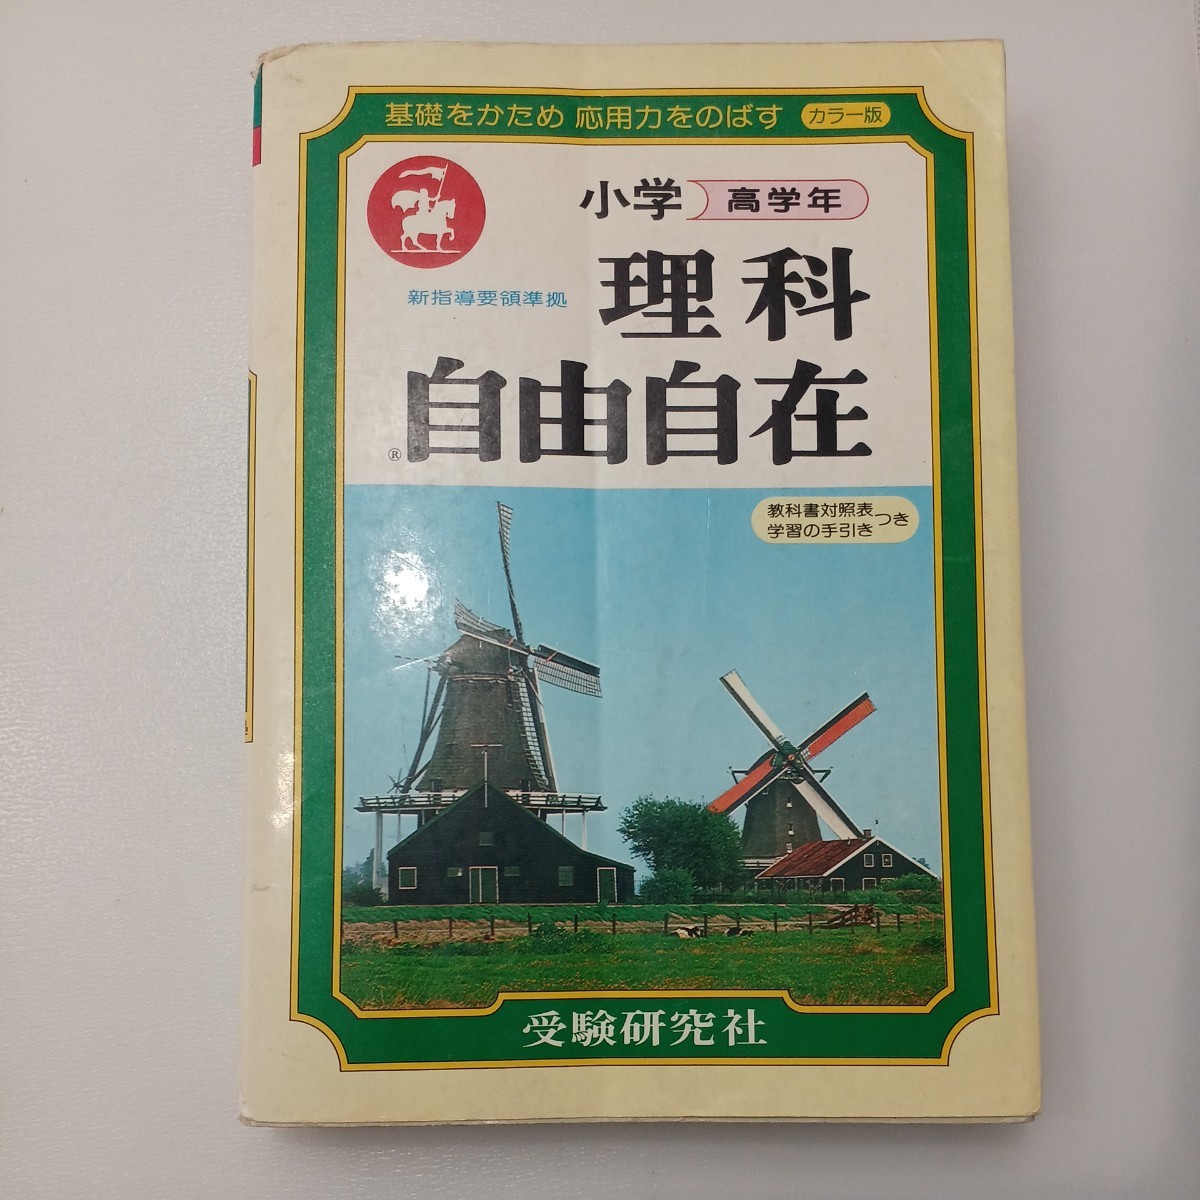 基礎をかため 応用力をのばす カラー版
小学 高学年
新指導要領準拠
理科
自由自在
®
教科書対照表
学習の手引き つき
受験研究社